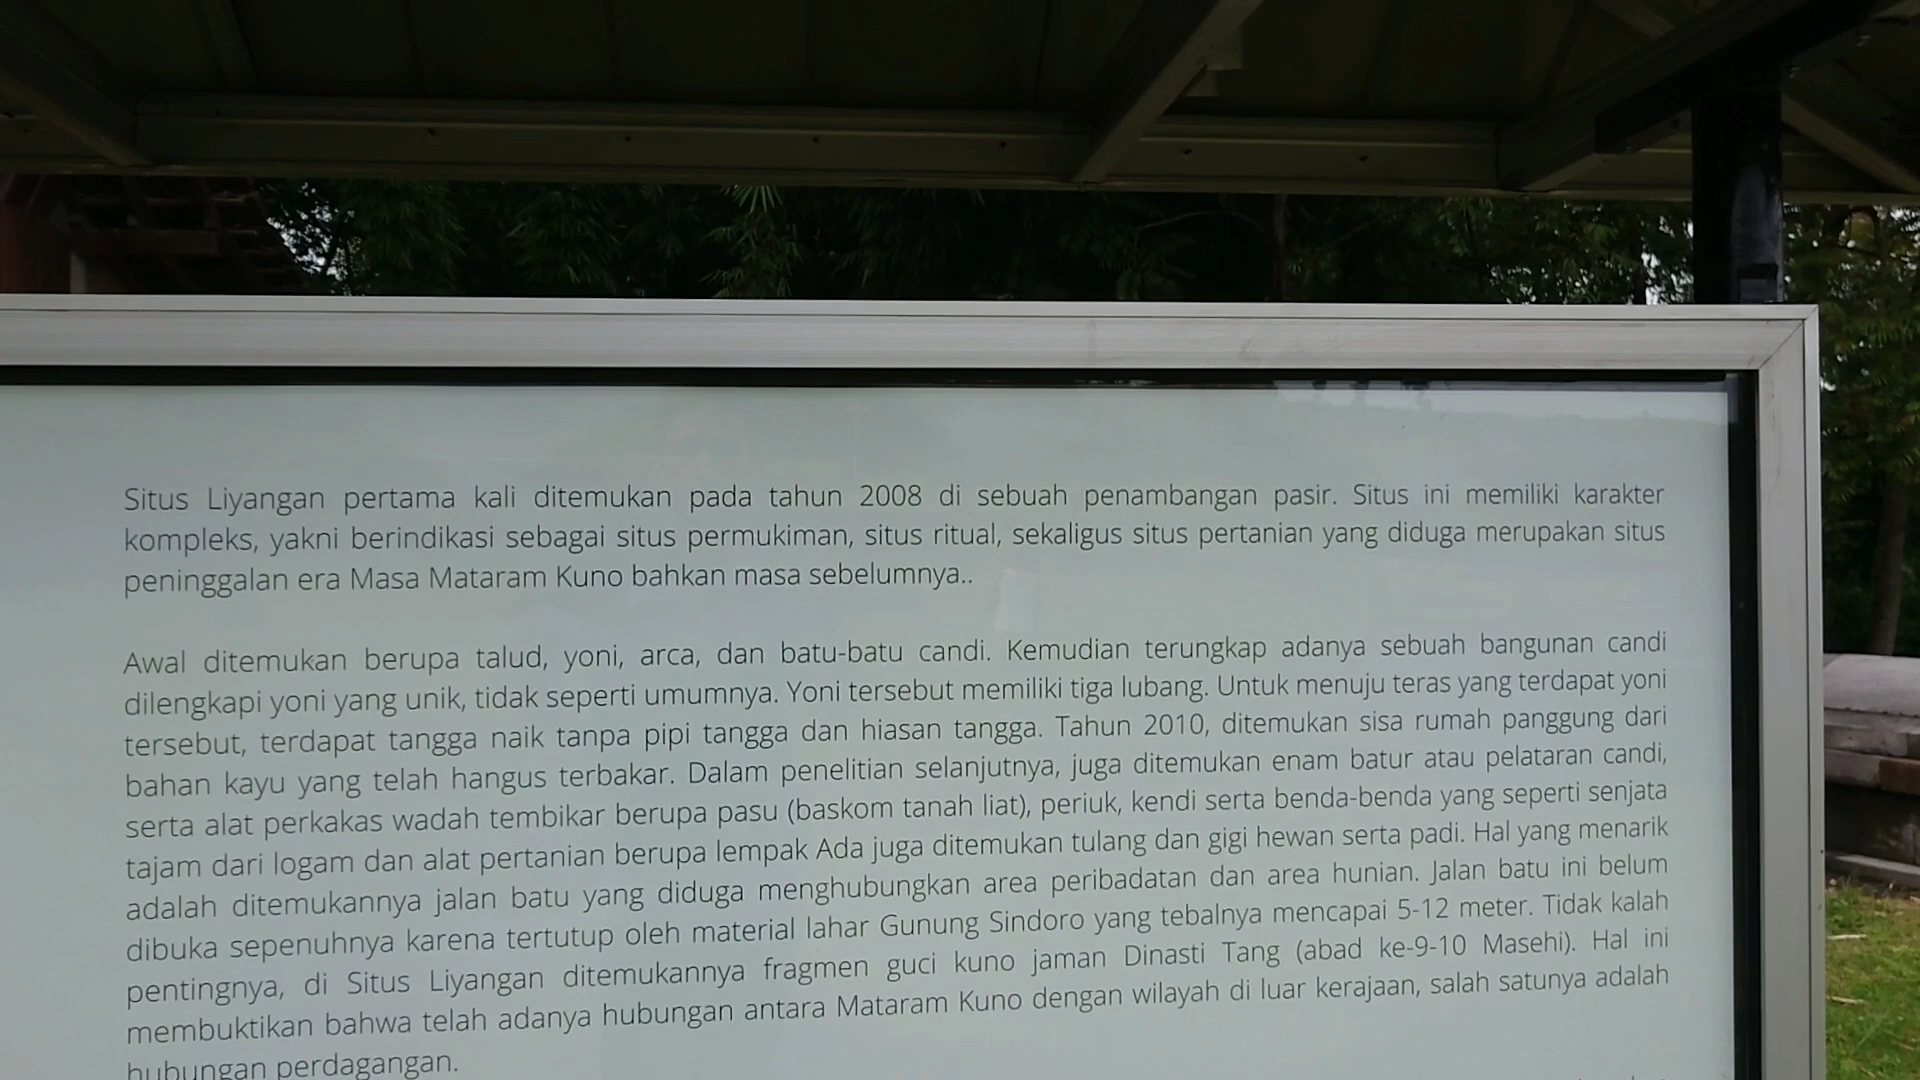 Situs Liyangan pertama kali ditemukan pada tahun 2008 di sebuah penambangan pasir. Situs ini memiliki karakter
kompleks, yakni berindikasi sebagai situs permukiman, situs ritual, sekaligus situs pertanian yang diduga merupakan situs
peninggalan era Masa Mataram Kuno bahkan masa sebelumnya..
Awal ditemukan berupa talud, yoni, arca, dan batu-batu candi. Kemudian terungkap adanya sebuah bangunan candi
dilengkapi yoni yang unik, tidak seperti umumnya. Yoni tersebut memiliki tiga lubang. Untuk menuju teras yang terdapat yoni
tersebut, terdapat tangga naik tanpa pipi tangga dan hiasan tangga. Tahun 2010, ditemukan sisa rumah panggung dari
bahan kayu yang telah hangus terbakar. Dalam penelitian selanjutnya, juga ditemukan enam batur atau pelataran candi,
serta alat perkakas wadah tembikar berupa pasu (baskom tanah liat), periuk, kendi serta benda-benda yang seperti senjata
tajam dari logam dan alat pertanian berupa lempak Ada juga ditemukan tulang dan gigi hewan serta padi. Hal yang menarik
adalah ditemukannya jalan batu yang diduga menghubungkan area peribadatan dan area hunian. Jalan batu ini belum
dibuka sepenuhnya karena tertutup oleh material lahar Gunung Sindoro yang tebalnya mencapai 5-12 meter. Tidak kalah
pentingnya, di Situs Liyangan ditemukannya fragmen guci kuno jaman Dinasti Tang (abad ke-9-10 Masehi). Hal ini
membuktikan bahwa telah adanya hubungan antara Mataram Kuno dengan wilayah di luar kerajaan, salah satunya adalah
hubungan perdagangan.